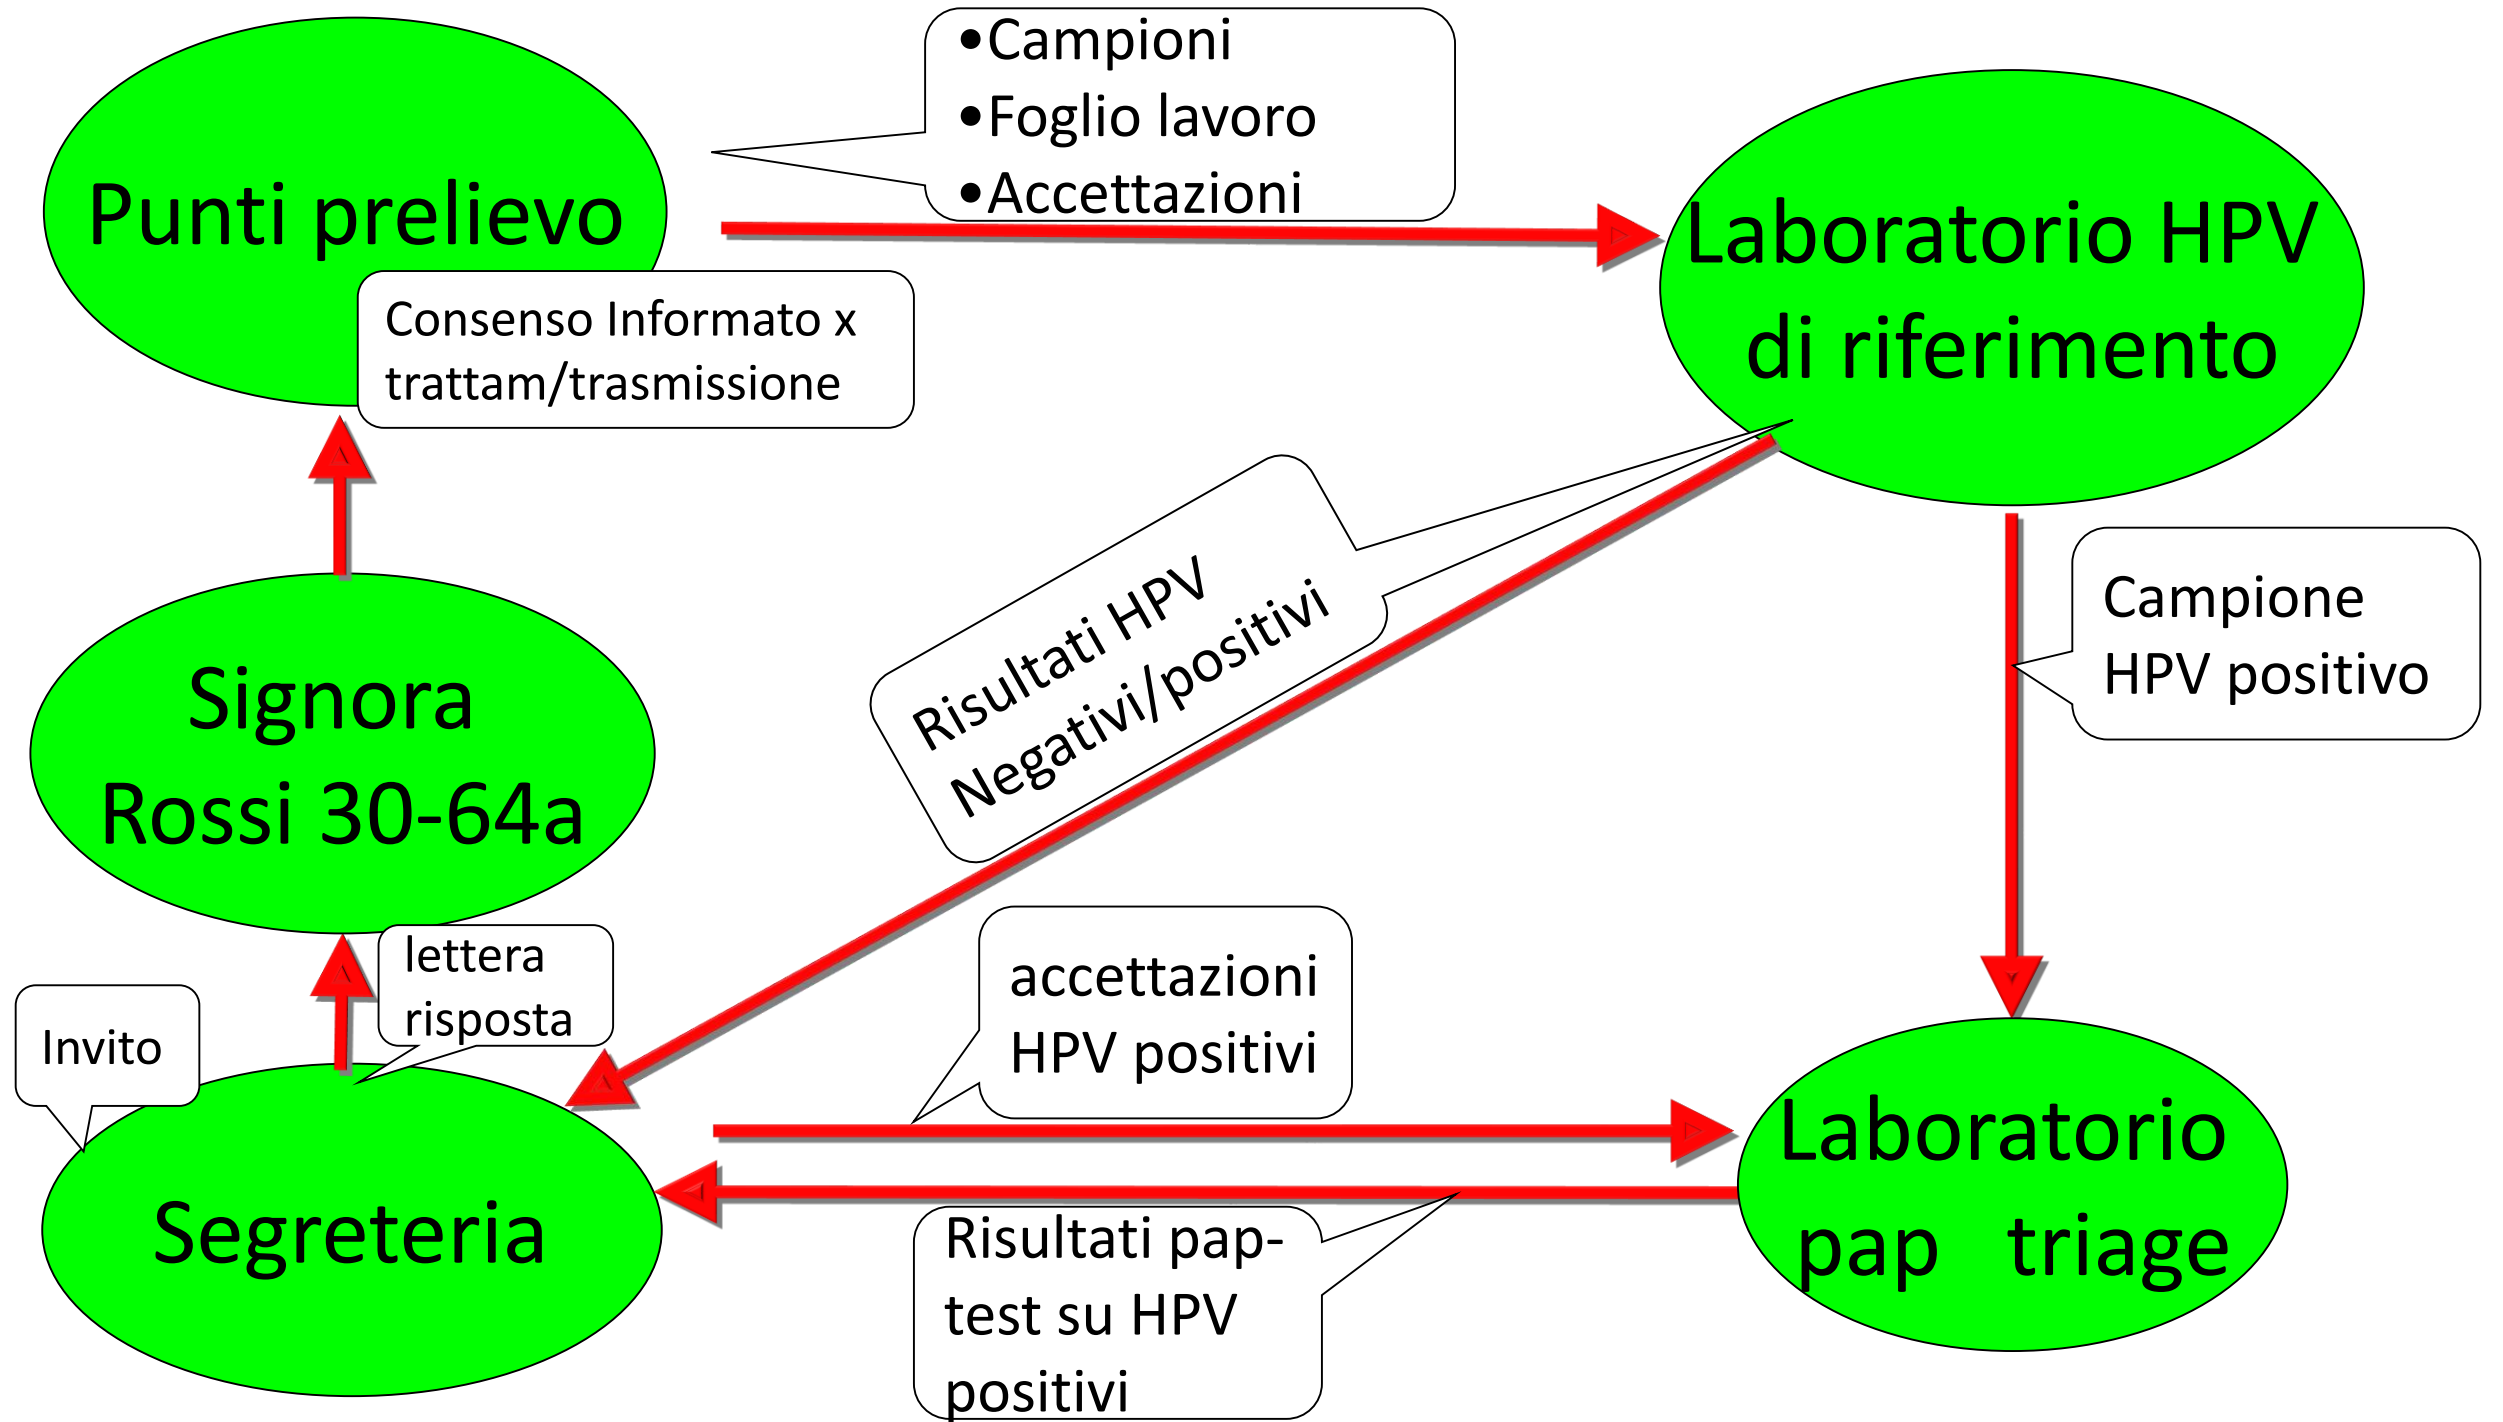 •Campioni
•Foglio lavoro
•Accettazioni
Punti prelievo
Laboratorio HPV
di riferimento
Consenso Informato x
trattam/trasmissione
Risultati HPV
Negativi/positivi
Campione
HPV positivo
Signora
Rossi 30-64a
lettera
risposta
Invito
accettazioni
HPV positivi
Segreteria
Laboratorio
pap triage
Risultati pap-
test su HPV
positivi